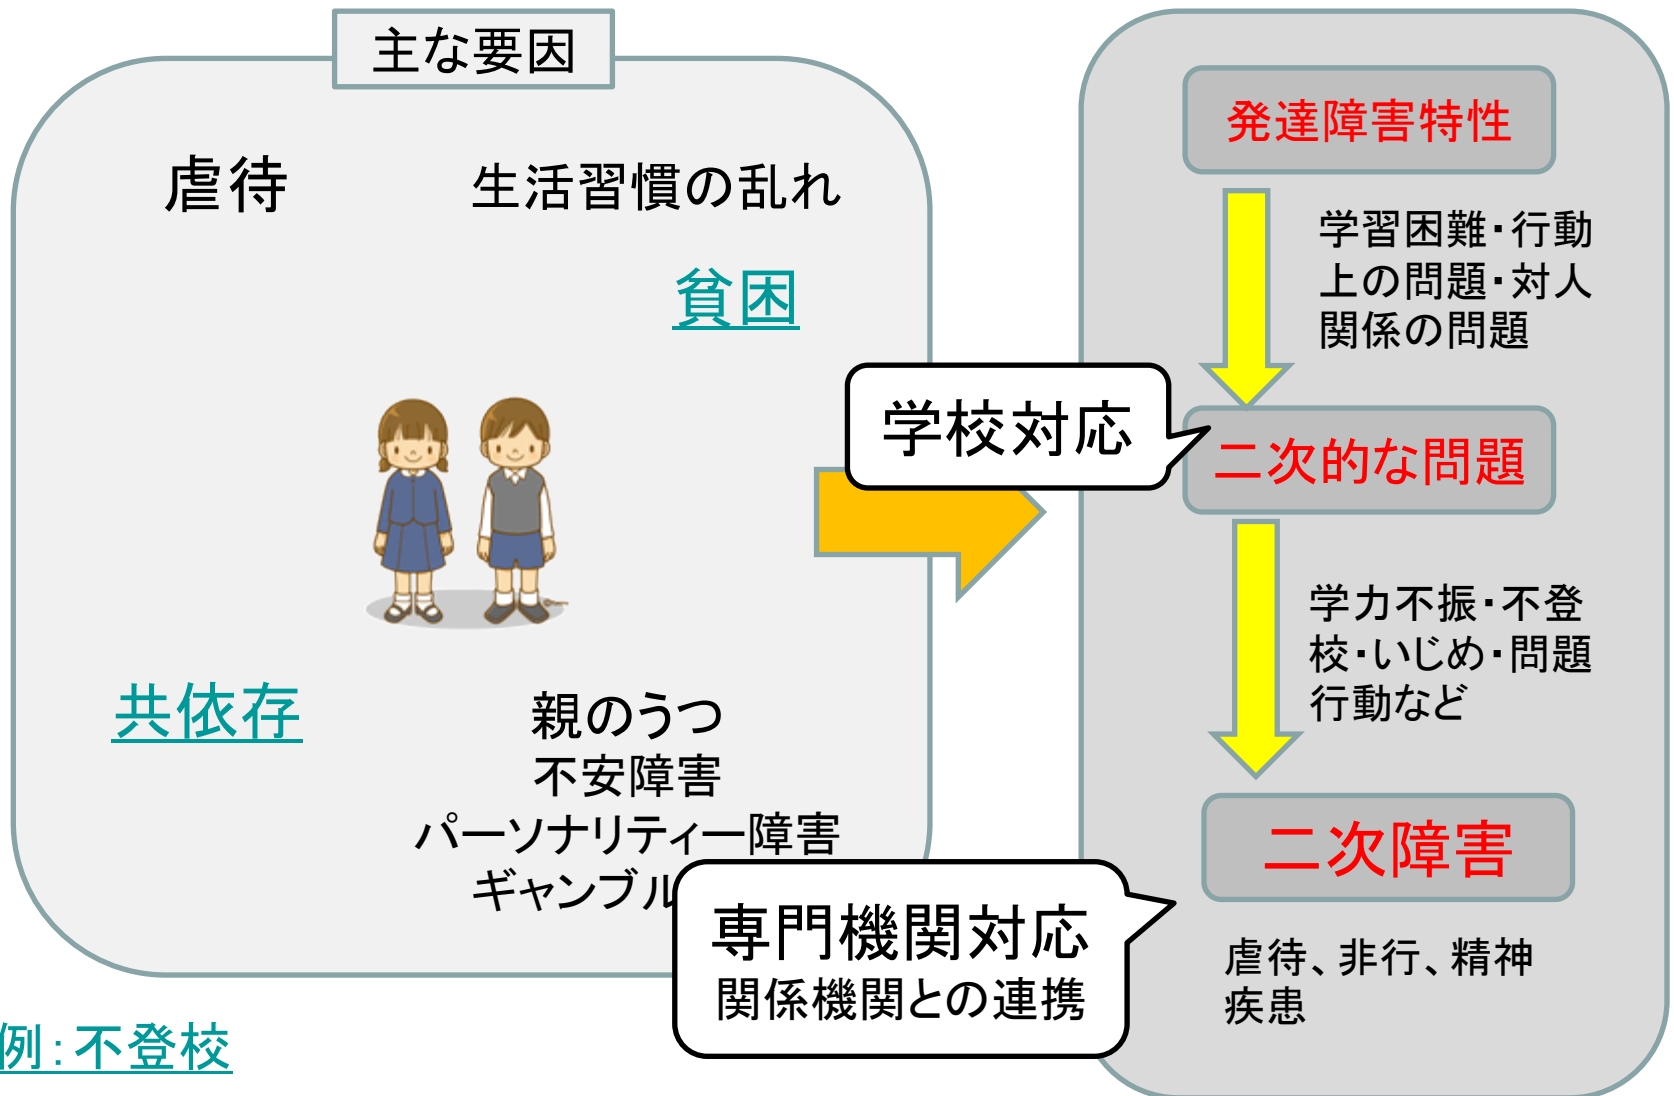 主な要因
虐待
生活習慣の乱れ
貧困
共依存
親のうつ
不安障害
パーソナリティー障害
ギャンブル
例：不登校
発達障害特性
学習困難・行動
上の問題・対人
関係の問題
学校対応
二次的な問題
学力不振・不登
校・いじめ・問題
行動など
二次障害
専門機関対応
関係機関との連携
虐待、非行、精神
疾患